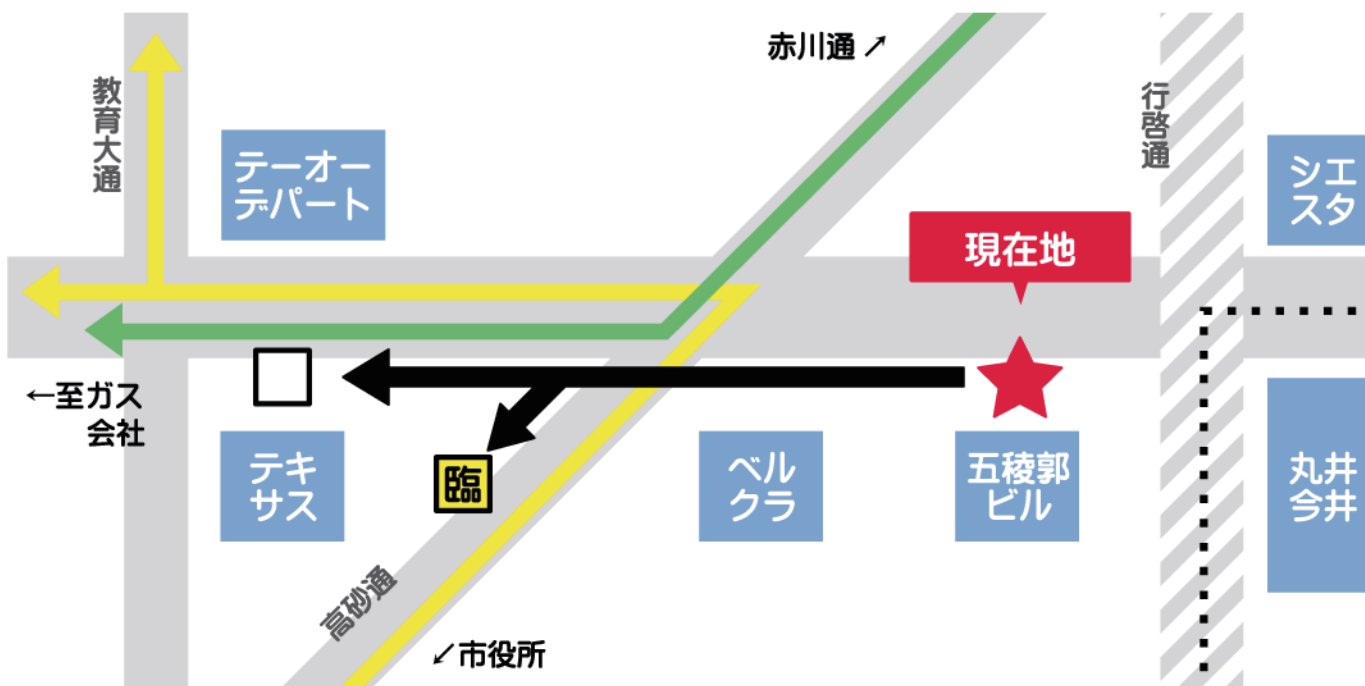 赤川通↗
教育大通
行啓通
テーオー
デパート
シエ
スタ
現在地
←至ガス
会社
テキ
サス
臨
ベル
クラ
五稜郭
ビル
丸井
今井
高砂通
↙市役所